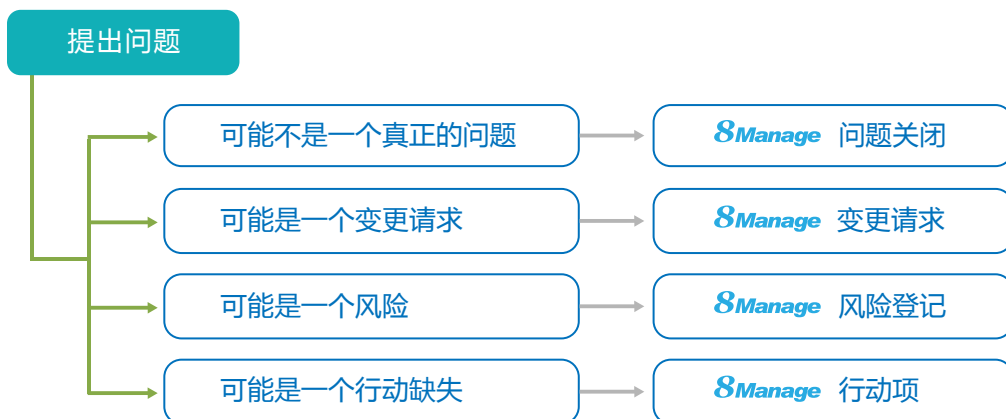 提出问题
可能不是一个真正的问题 8Manage 问题关闭
可能是一个变更请求 8Manage 变更请求
可能是一个风险 8Manage 风险登记
可能是一个行动缺失 8Manage 行动项